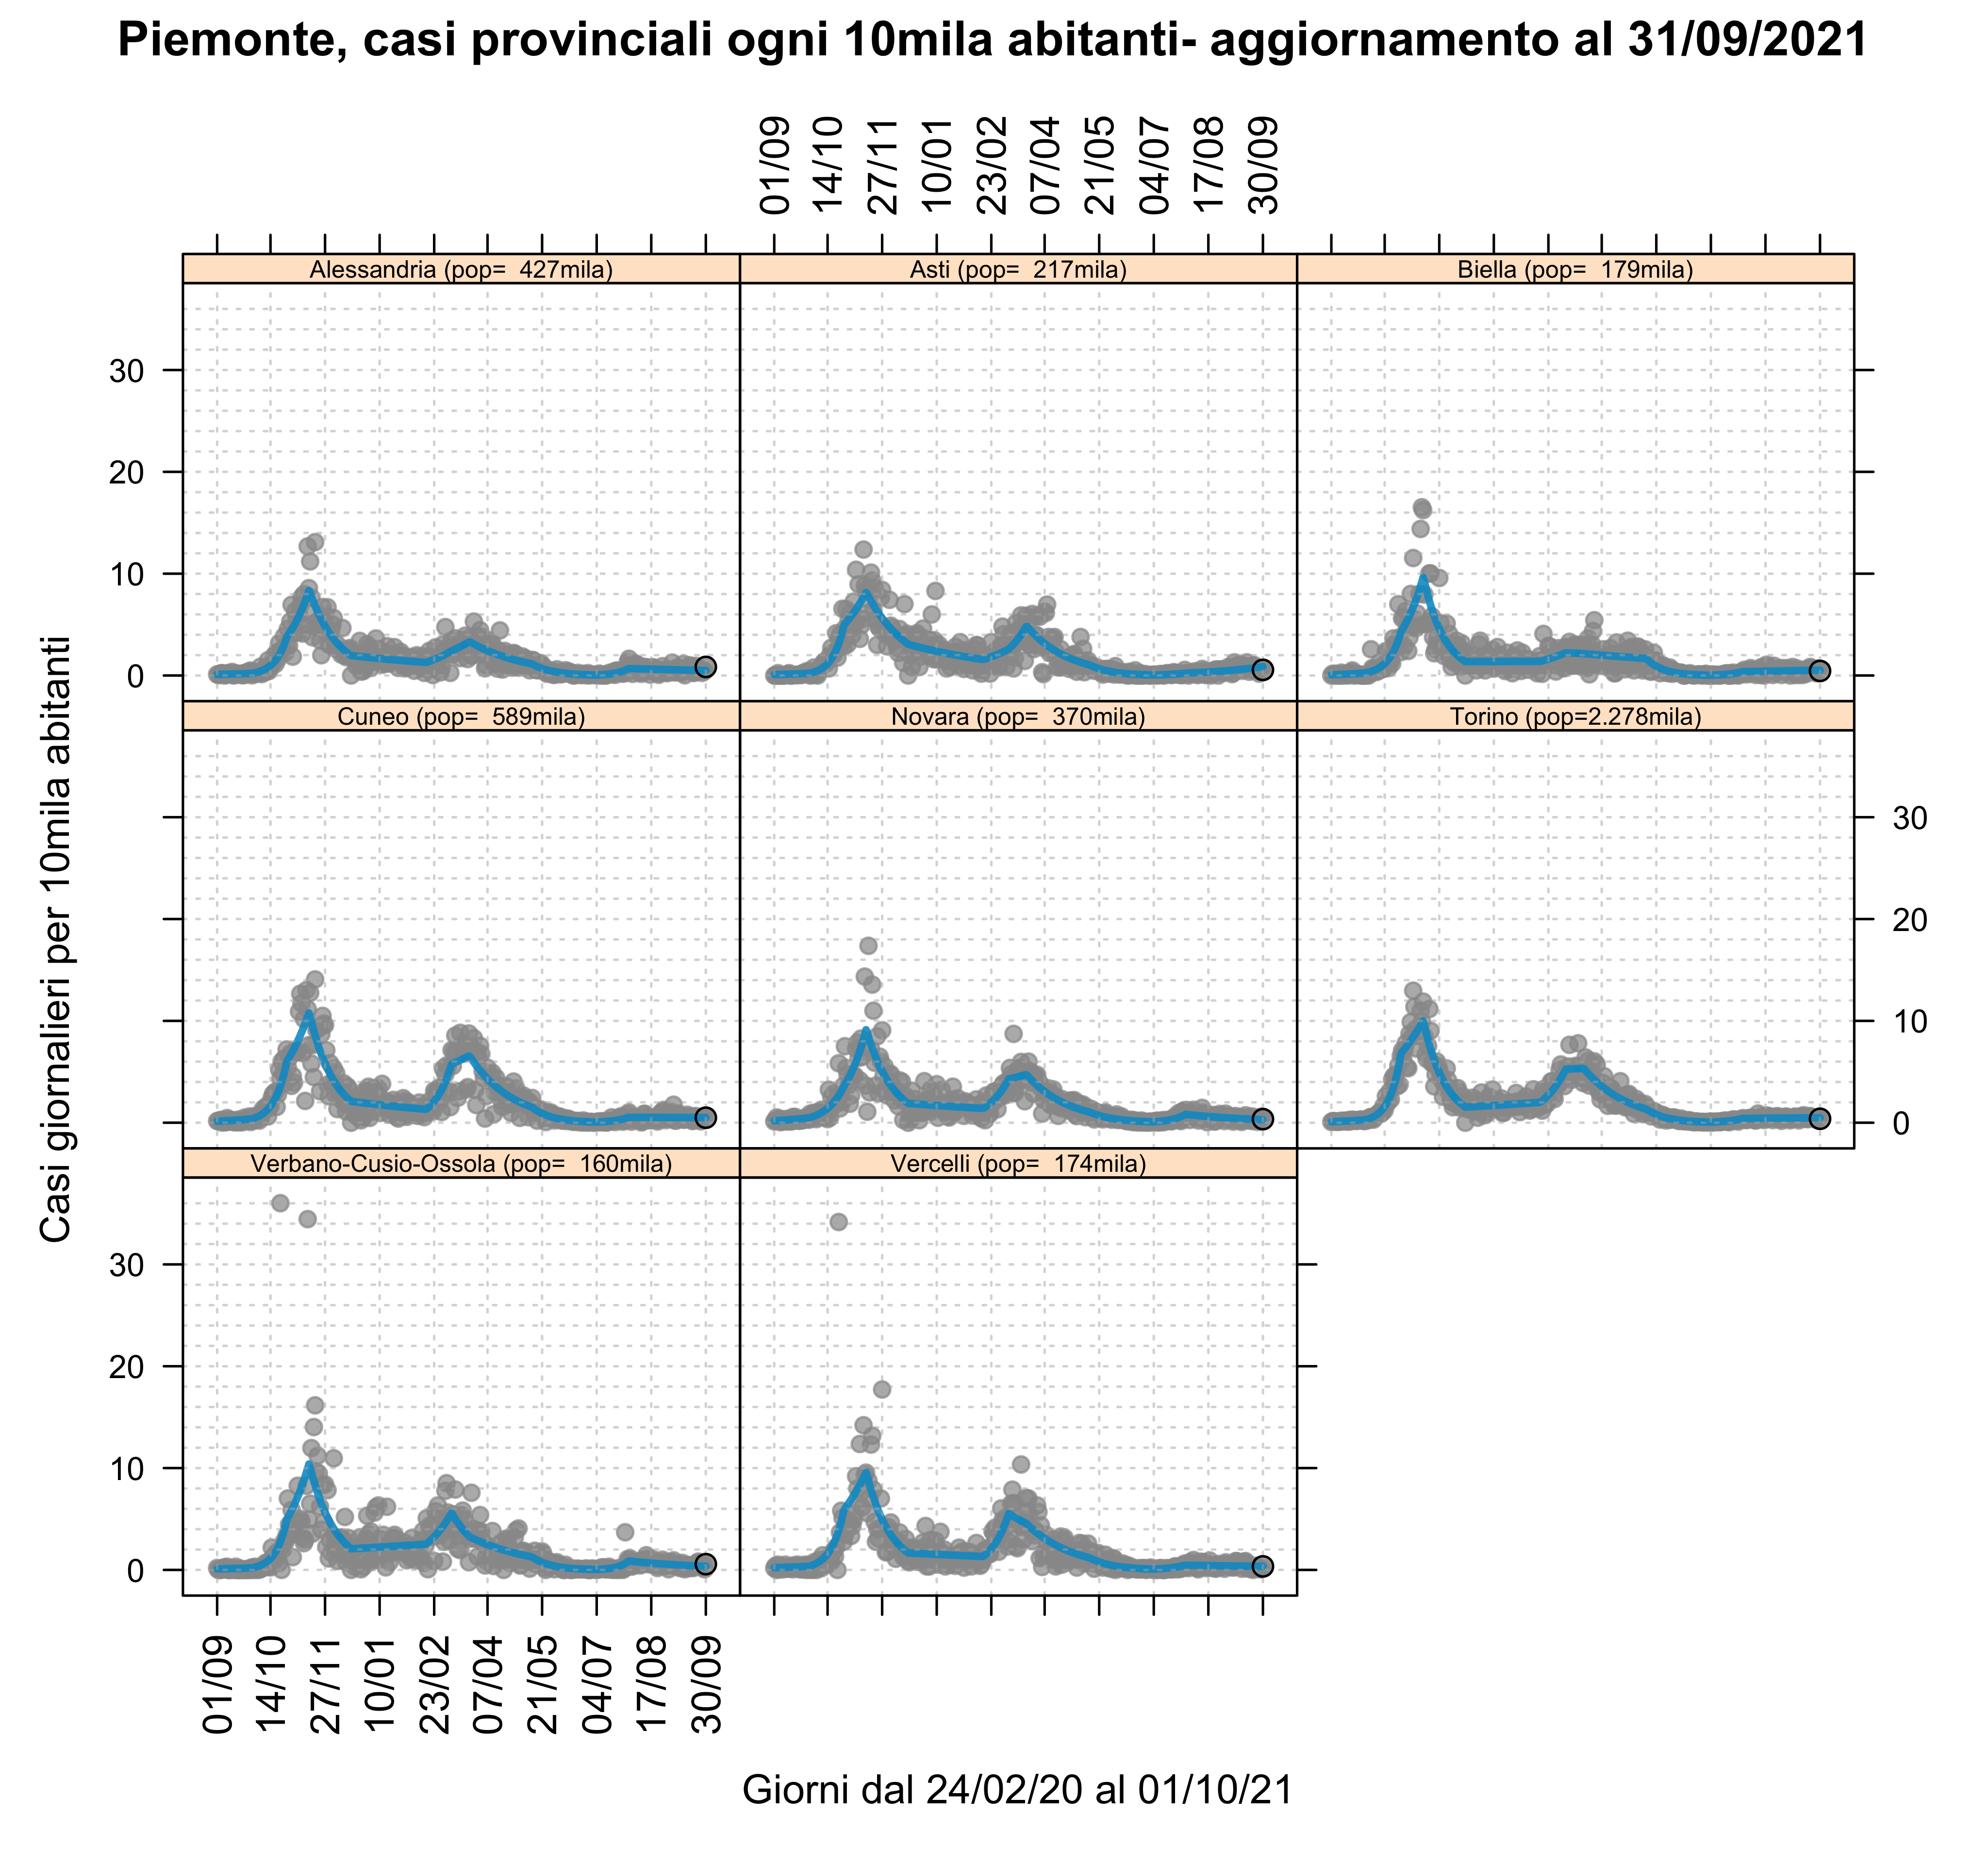 Piemonte, casi provinciali ogni 10mila abitanti- aggiornamento al 31/09/2021
01/09 14/10 27/11 10/01 23/02 07/04 21/05 04/07 17/08 30/09
Alessandria (pop=  427mila)
Asti (pop=  217mila)
Biella (pop=  179mila)
30
20
10
0
Cuneo (pop=  589mila)
Novara (pop=  370mila)
Torino (pop=2.278mila)
30
20
10
0
Verbano-Cusio-Ossola (pop=  160mila)
Vercelli (pop=  174mila)
30
20
10
0
01/09 14/10 27/11 10/01 23/02 07/04 21/05 04/07 17/08 30/09
Casi giornalieri per 10mila abitanti
Giorni dal 24/02/20 al 01/10/21